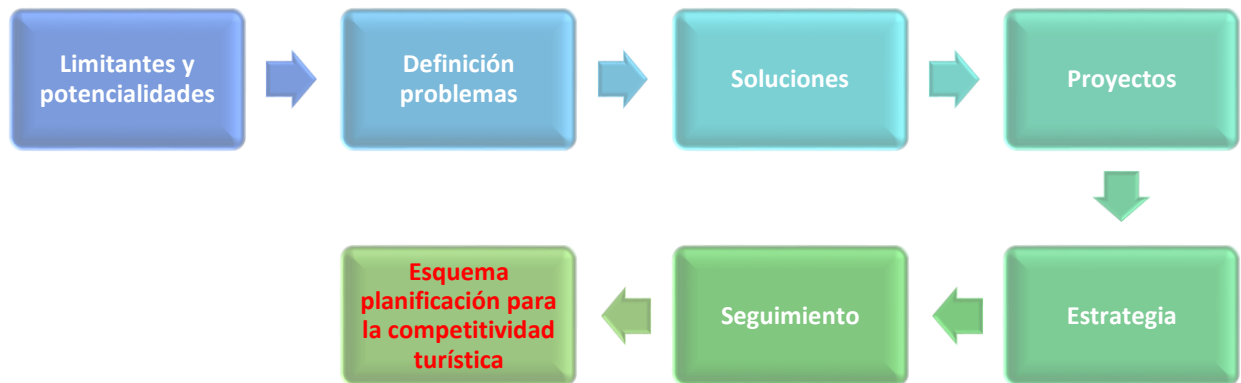 Limitantes y
potencialidades
Definición
problemas
Soluciones
Proyectos
Estrategia
Seguimiento
Esquema
planificación para
la competitividad
turística